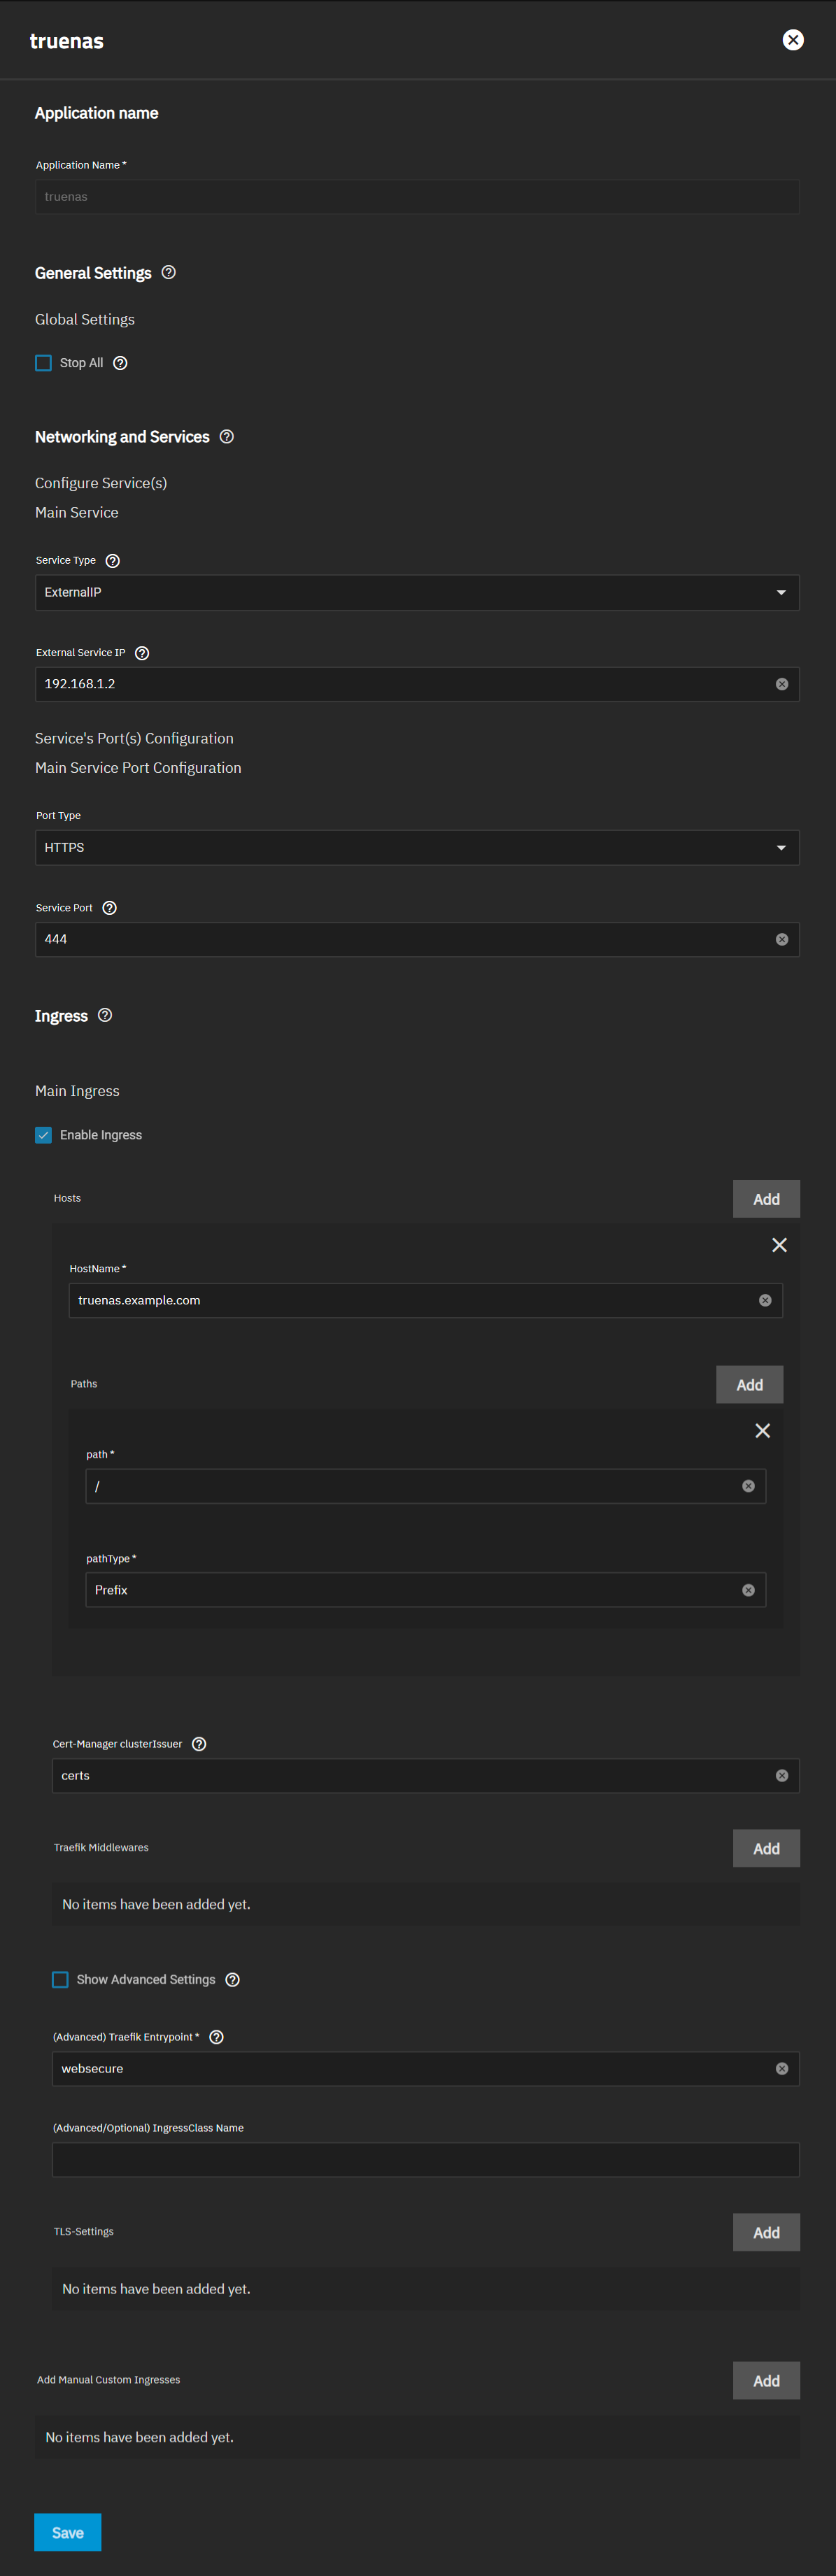 truenas
Application name
Application Name *
truenas
General Settings
Global Settings
Stop All
Networking and Services
Configure Service(s)
Main Service
Service Type
ExternalIP
External Service IP
192.168.1.2
Service's Port(s) Configuration
Main Service Port Configuration
Port Type
HTTPS
Service Port
444
Ingress
Main Ingress
Enable Ingress
Hosts
Add
HostName *
truenas.example.com
Paths
Add
path *
/
pathType *
Prefix
Cert-Manager clusterIssuer
certs
Traefik Middlewares
Add
No items have been added yet.
Show Advanced Settings
(Advanced) Traefik Entrypoint *
websecure
(Advanced/Optional) IngressClass Name
TLS-Settings
Add
No items have been added yet.
Add Manual Custom Ingresses
Add
No items have been added yet.
Save